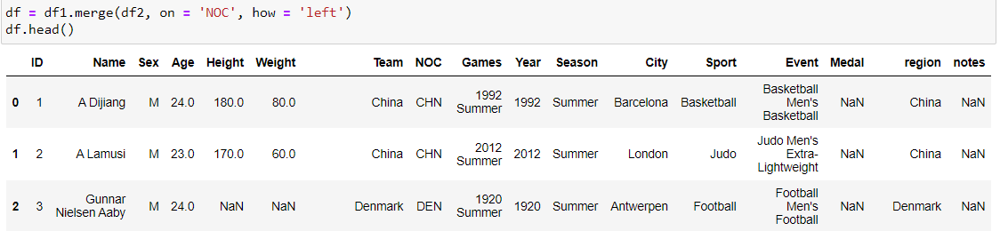 df = df1.merge(df2, on = 'NOC', how = 'left')
df.head()
ID Name Sex Age Height Weight Team NOC Games Year Season City Sport Event Medal region notes
0 1 A Dijiang M 24.0 180.0 80.0 China CHN 1992 Summer 1992 Summer Barcelona Basketball Basketball Men's Basketball NaN China NaN
1 2 A Lamusi M 23.0 170.0 60.0 China CHN 2012 Summer 2012 Summer London Judo Judo Men's Extra-Lightweight NaN China NaN
2 3 Gunnar Nielsen Aaby M 24.0 NaN NaN Denmark DEN 1920 Summer 1920 Summer Antwerpen Football Football Men's Football NaN Denmark NaN